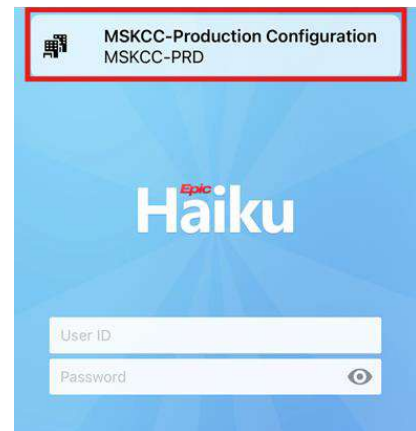 MSKCC-Production Configuration
MSKCC-PRD
Epic
Haiku
User ID
Password